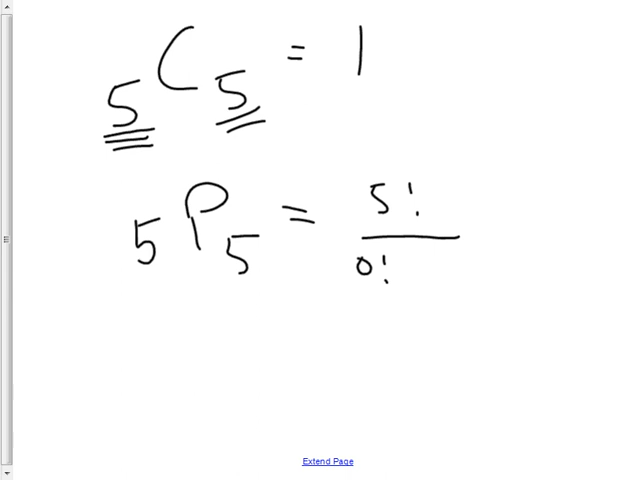 5C5 = 1
5P5 = 5!/0!
Extend Page